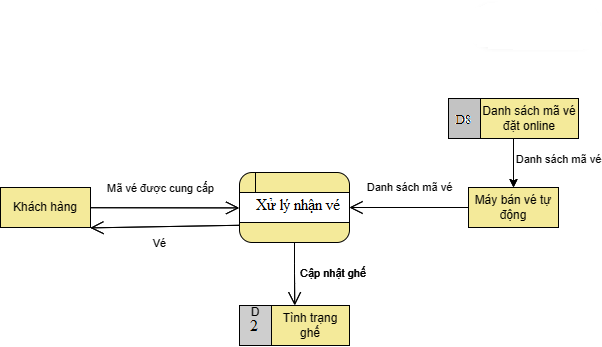 D8
Danh sách mã vé
đặt online
Danh sách mã vé
Mã vé được cung cấp
Danh sách mã vé
Khách hàng
Xử lý nhận vé
Máy bán vé tự
động
Vé
Cập nhật ghế
D
2
Tình trạng
ghế